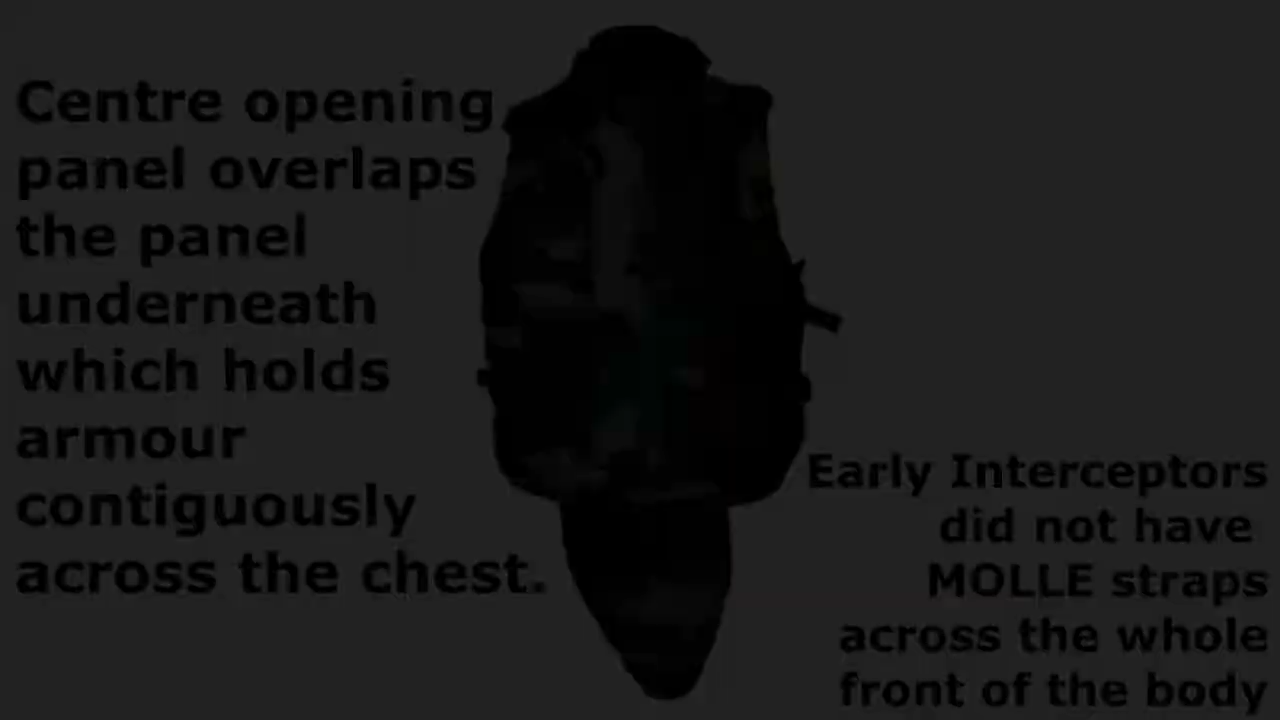 Centre opening
panel overlaps
the panel
underneath
which holds
armour
contiguously
across the chest.
Early Interceptors
did not have
MOLLE straps
across the whole
front of the body